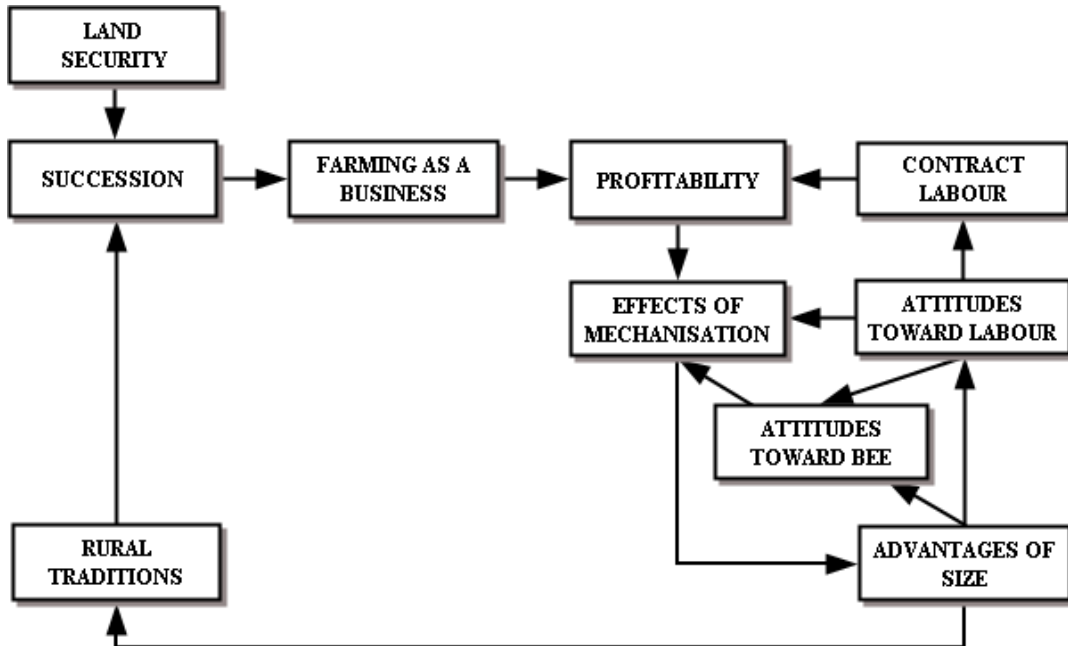 LAND
SECURITY
SUCCESSION
FARMING AS A
BUSINESS
PROFITABILITY
CONTRACT
LABOUR
EFFECTS OF
MECHANISATION
ATTITUDES
TOWARD LABOUR
ATTITUDES
TOWARD BEE
RURAL
TRADITIONS
ADVANTAGES OF
SIZE